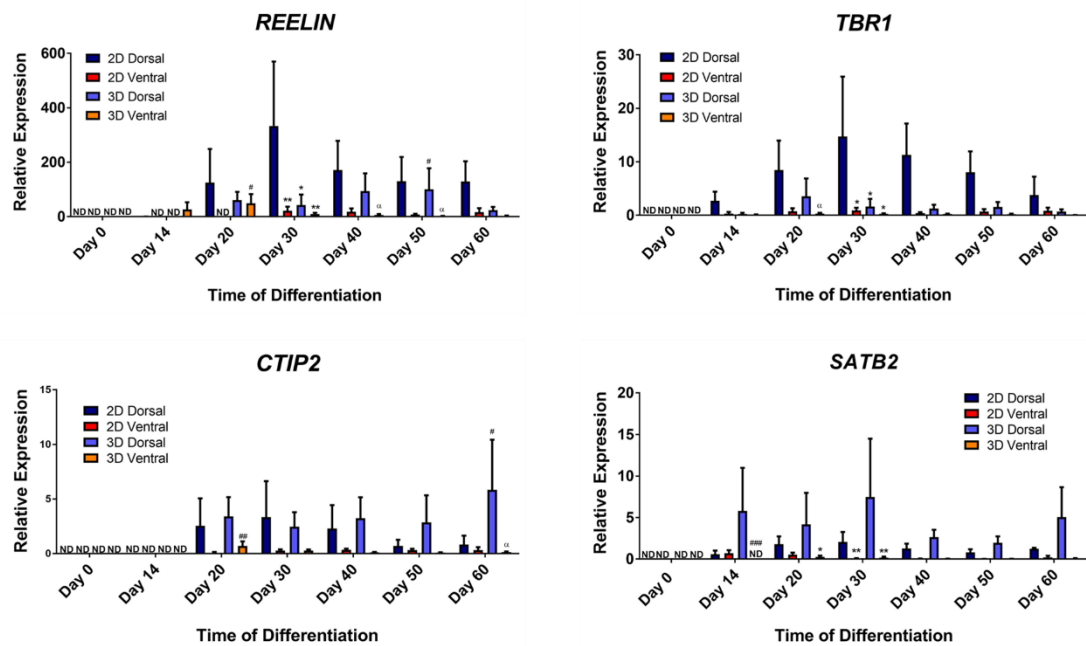 REELIN
Relative Expression
600
400
200
0
2D Dorsal
2D Ventral
3D Dorsal
3D Ventral
ND ND ND ND
ND ND
ND
#
**
*
**
α
#
α
Day 0
Day 14
Day 20
Day 30
Day 40
Day 50
Day 60
Time of Differentiation
TBR1
Relative Expression
30
20
10
0
2D Dorsal
2D Ventral
3D Dorsal
3D Ventral
ND ND ND ND
α
*
*
*
Day 0
Day 14
Day 20
Day 30
Day 40
Day 50
Day 60
Time of Differentiation
CTIP2
Relative Expression
15
10
5
0
2D Dorsal
2D Ventral
3D Dorsal
3D Ventral
ND ND ND ND
ND ND ND ND
##
#
α
Day 0
Day 14
Day 20
Day 30
Day 40
Day 50
Day 60
Time of Differentiation
SATB2
Relative Expression
20
15
10
5
0
2D Dorsal
2D Ventral
3D Dorsal
3D Ventral
ND ND ND ND
###
ND
*
**
**
Day 0
Day 14
Day 20
Day 30
Day 40
Day 50
Day 60
Time of Differentiation